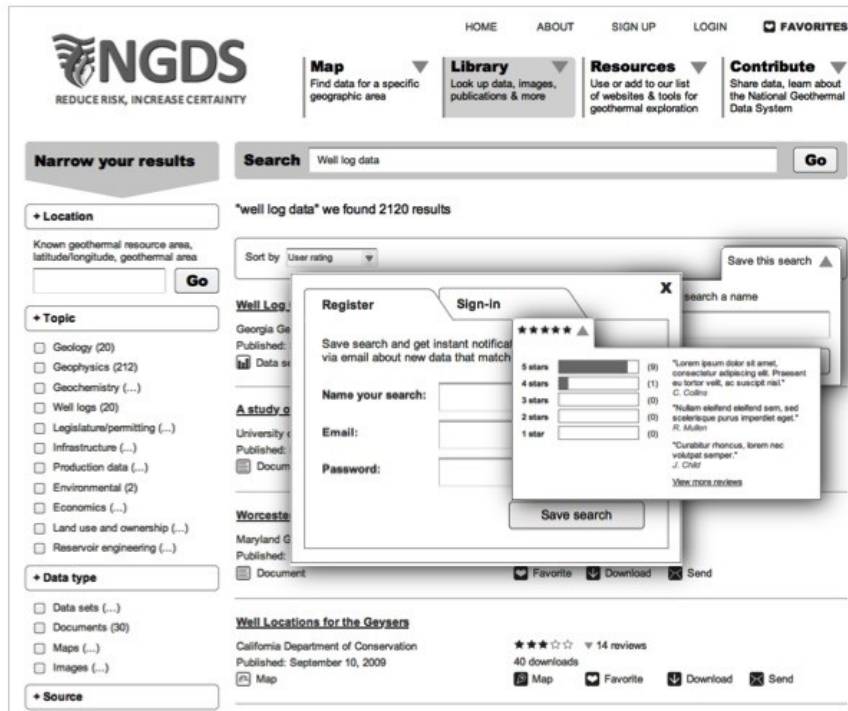 HOME ABOUT SIGN UP LOGIN FAVORITES
NGDS
REDUCE RISK, INCREASE CERTAINTY
Map
Find data for a specific
geographic area
Library
Look up data, images,
publications & more
Resources
Use or add to our list
of websites & tools for
geothermal exploration
Contribute
Share data, learn about
the National Geothermal
Data System
Narrow your results
Search Well log data Go
+ Location
Known geothermal resource area,
latitude/longitude, geothermal area
Go
+ Topic
Geology (20)
Geophysics (212)
Geochemistry (...)
Well logs (20)
Legislature/permitting (...)
Infrastructure (...)
Production data (...)
Environmental (2)
Economics (...)
Land use and ownership (...)
Reservoir engineering (...)
+ Data type
Data sets (...)
Documents (30)
Maps (...)
Images (...)
+ Source
"well log data" we found 2120 results
Sort by User rating
Save this search
search a name
Well Log
Georgia Ge
Published:
Data se
A study o
University
Published:
Docum
Worceste
Maryland G
Published:
Document
Favorite Download Send
Register Sign-in X
Save search and get instant notificat
via email about new data that match
Name your search:
Email:
Password:
Save search
5 stars (9)
4 stars (1)
3 stars (0)
2 stars (0)
1 star (0)
"Lorem ipsum dolor sit amet,
consectetur adipiscing elit. Praesent
eu tortor velit, ac suscipit nisl."
C. Collins
"Nullam eleifend eleifend sem, sed
scelerisque purus imperdiet eget."
R. Mullen
"Curabitur rhoncus, lorem nec
volutpat semper."
J. Child
View more reviews
Well Locations for the Geysers
California Department of Conservation
Published: September 10, 2009
Map
14 reviews
40 downloads
Map Favorite Download Send